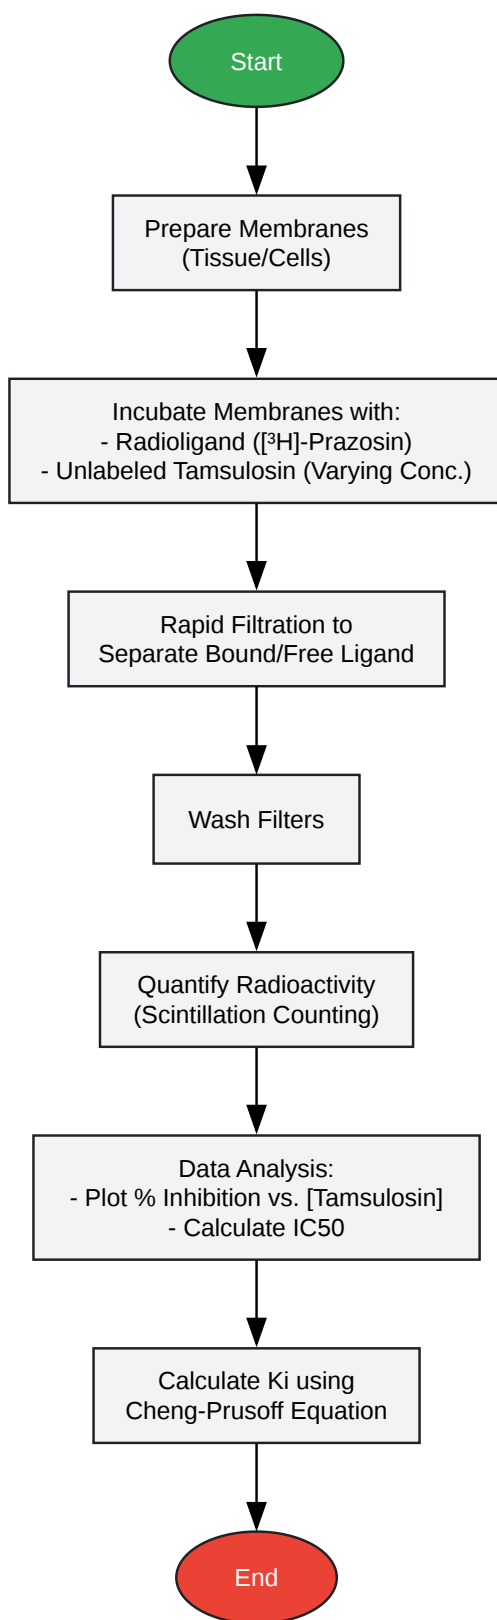 Start
Prepare Membranes
(Tissue/Cells)
Incubate Membranes with:
- Radioligand ([³H]-Prazosin)
- Unlabeled Tamsulosin (Varying Conc.)
Rapid Filtration to
Separate Bound/Free Ligand
Wash Filters
Quantify Radioactivity
(Scintillation Counting)
Data Analysis:
- Plot % Inhibition vs. [Tamsulosin]
- Calculate IC50
Calculate Ki using
Cheng-Prusoff Equation
End